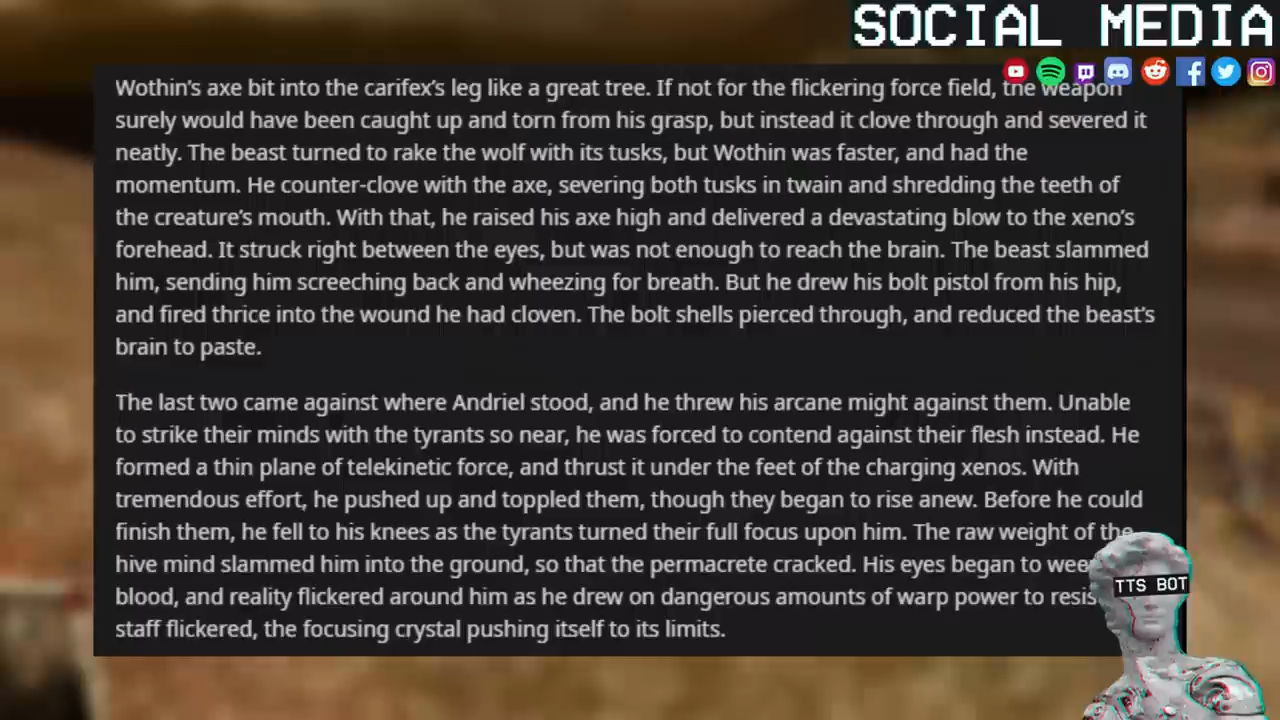 SOCIAL MEDIA
Wothin's axe bit into the carifex's leg like a great tree. If not for the flickering force field, the weapon
surely would have been caught up and torn from his grasp, but instead it clove through and severed it
neatly. The beast turned to rake the wolf with its tusks, but Wothin was faster, and had the
momentum. He counter-clove with the axe, severing both tusks in twain and shredding the teeth of
the creature's mouth. With that, he raised his axe high and delivered a devastating blow to the xeno's
forehead. It struck right between the eyes, but was not enough to reach the brain. The beast slammed
him, sending him screeching back and wheezing for breath. But he drew his bolt pistol from his hip,
and fired thrice into the wound he had cloven. The bolt shells pierced through, and reduced the beast's
brain to paste.
The last two came against where Andriel stood, and he threw his arcane might against them. Unable
to strike their minds with the tyrants so near, he was forced to contend against their flesh instead. He
formed a thin plane of telekinetic force, and thrust it under the feet of the charging xenos. With
tremendous effort, he pushed up and toppled them, though they began to rise anew. Before he could
finish them, he fell to his knees as the tyrants turned their full focus upon him. The raw weight of the
hive mind slammed him into the ground, so that the permacrete cracked. His eyes began to
blood, and reality flickered around him as he drew on dangerous amounts of warp power to
staff flickered, the focusing crystal pushing itself to its limits.
TTS BOT